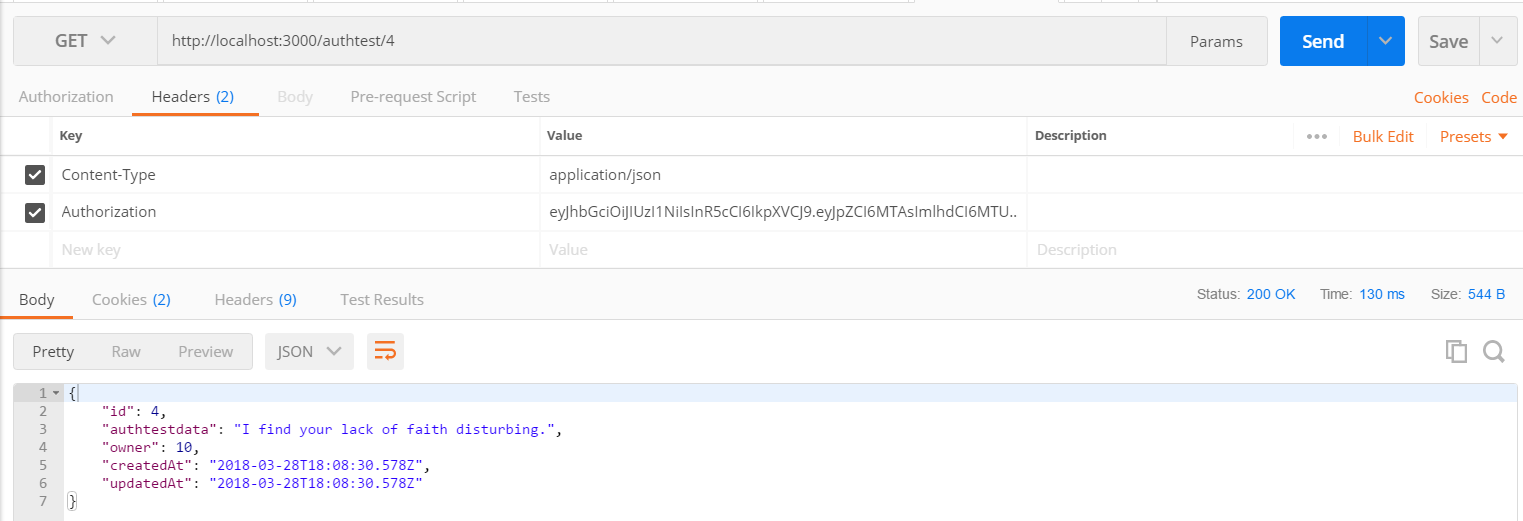 GET http://localhost:3000/authtest/4 Params Send Save
Authorization Headers (2) Body Pre-request Script Tests Cookies Code
Key Value Description ••• Bulk Edit Presets
Content-Type application/json
Authorization eyJhbGciOiJIUzI1NiIsInR5cCI6IkpXVCJ9.eyJpZCI6MTAsImlhdCI6MTU..
New key Value Description
Body Cookies (2) Headers (9) Test Results Status: 200 OK Time: 130 ms Size: 544 B
Pretty Raw Preview JSON
1 {
2 "id": 4,
3 "authtestdata": "I find your lack of faith disturbing.",
4 "owner": 10,
5 "createdAt": "2018-03-28T18:08:30.578Z",
6 "updatedAt": "2018-03-28T18:08:30.578Z"
7 }